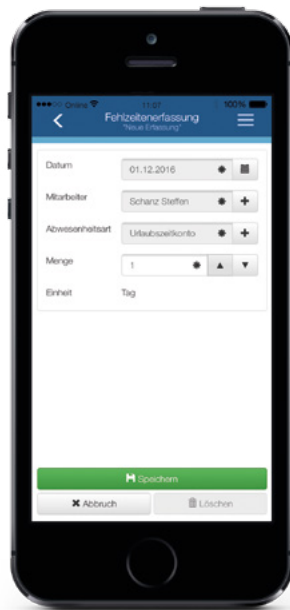 11:07 100%
Fehlzeitenerfassung
"Neue Erfassung"
Datum 01.12.2016
Mitarbeiter Schanz Steffen
Abwesenheitsart Urlaubszeitkonto
Menge 1
Einheit Tag
Speichern
Abbruch Löschen